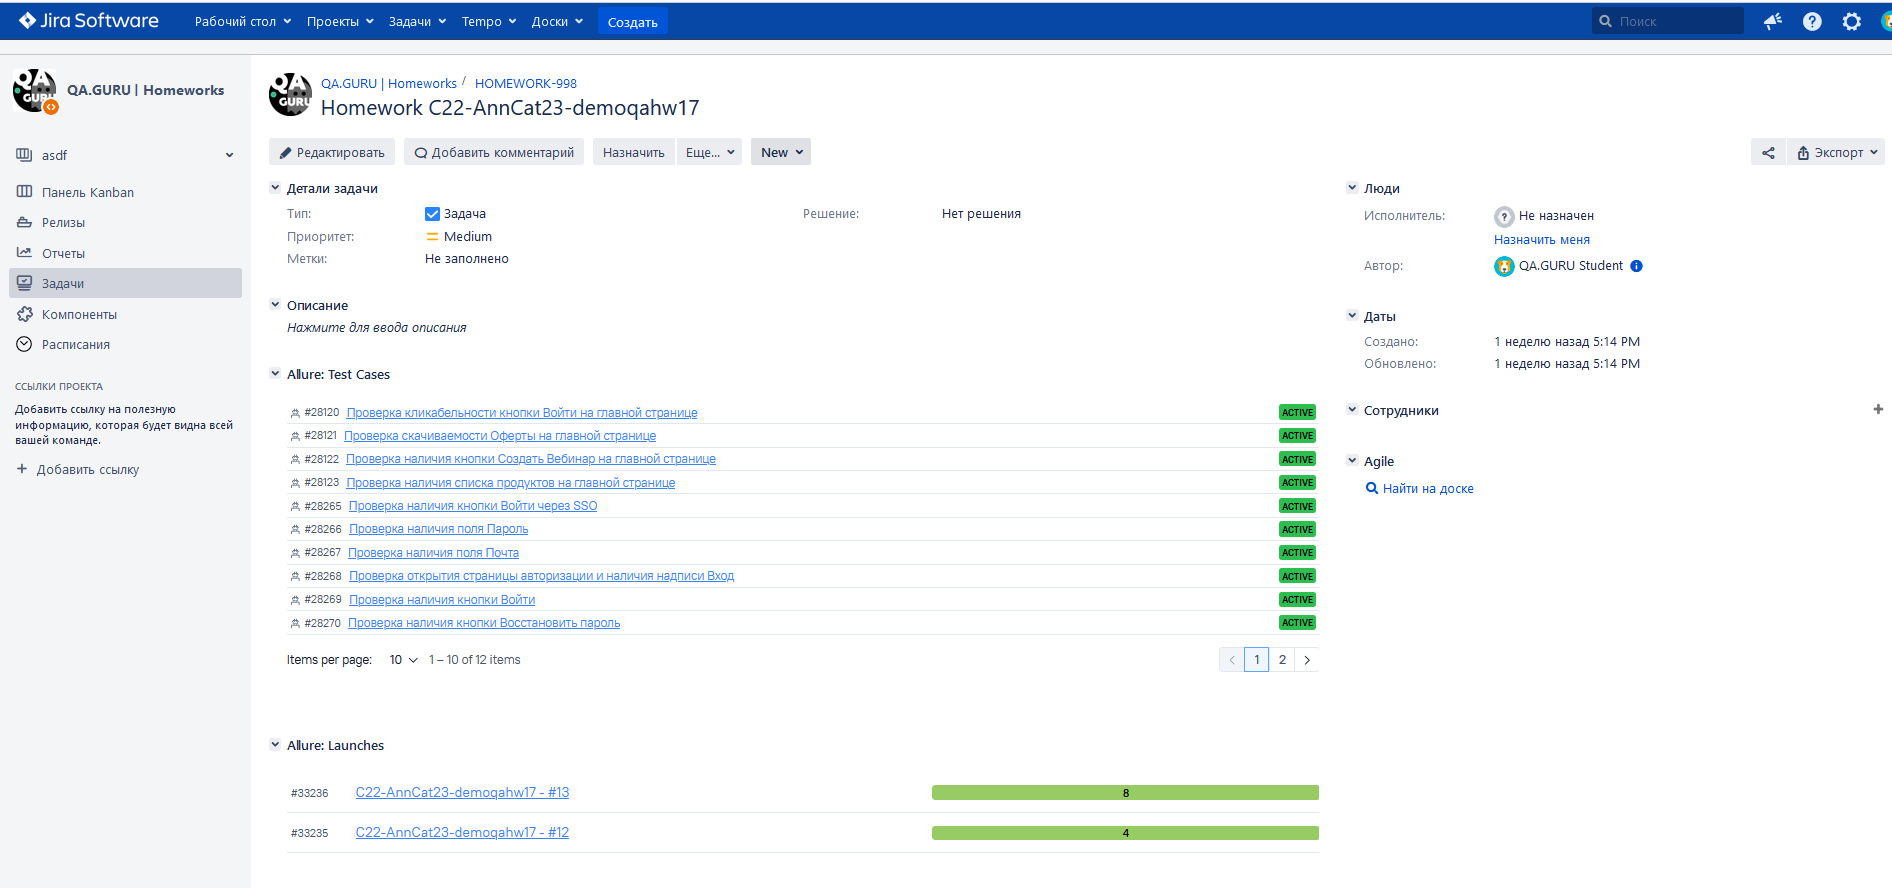 Jira Software Рабочий стол Проекты Задачи Tempo Доски Создать Поиск
QA.GURU | Homeworks
asdf
Панель Kanban
Релизы
Отчеты
Задачи
Компоненты
Расписания
ССЫЛКИ ПРОЕКТА
Добавить ссылку на полезную
информацию, которая будет видна всей
вашей команде.
+ Добавить ссылку
QA.GURU | Homeworks / HOMEWORK-998
Homework C22-AnnCat23-demoqahw17
Редактировать Добавить комментарий Назначить Еще... New Экспорт
Детали задачи
Тип: Задача Решение: Нет решения
Приоритет: Medium
Метки: Не заполнено
Описание
Нажмите для ввода описания
Allure: Test Cases
#28120 Проверка кликабельности кнопки Войти на главной странице ACTIVE
#28121 Проверка скачиваемости Оферты на главной странице ACTIVE
#28122 Проверка наличия кнопки Создать Вебинар на главной странице ACTIVE
#28123 Проверка наличия списка продуктов на главной странице ACTIVE
#28265 Проверка наличия кнопки Войти через SSO ACTIVE
#28266 Проверка наличия поля Пароль ACTIVE
#28267 Проверка наличия поля Почта ACTIVE
#28268 Проверка открытия страницы авторизации и наличия надписи Вход ACTIVE
#28269 Проверка наличия кнопки Войти ACTIVE
#28270 Проверка наличия кнопки Восстановить пароль ACTIVE
Items per page: 10 1 – 10 of 12 items < 1 2 >
Allure: Launches
#33236 C22-AnnCat23-demoqahw17 - #13 8
#33235 C22-AnnCat23-demoqahw17 - #12 4
Люди
Исполнитель: Не назначен
Назначить меня
Автор: QA.GURU Student
Даты
Создано: 1 неделю назад 5:14 PM
Обновлено: 1 неделю назад 5:14 PM
Сотрудники
Agile
Найти на доске